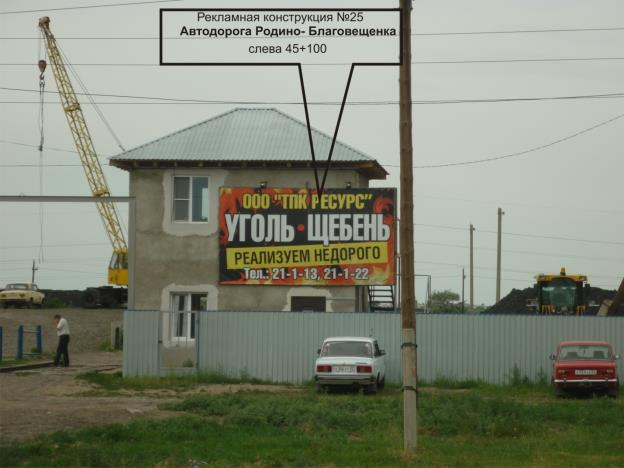 Рекламная конструкция №25
Автодорога Родино- Благовещенка
слева 45+100
ООО "ТПК РЕСУРС"
УГОЛЬ · ЩЕБЕНЬ
РЕАЛИЗУЕМ НЕДОРОГО
Тел.: 21-1-13, 21-1-22